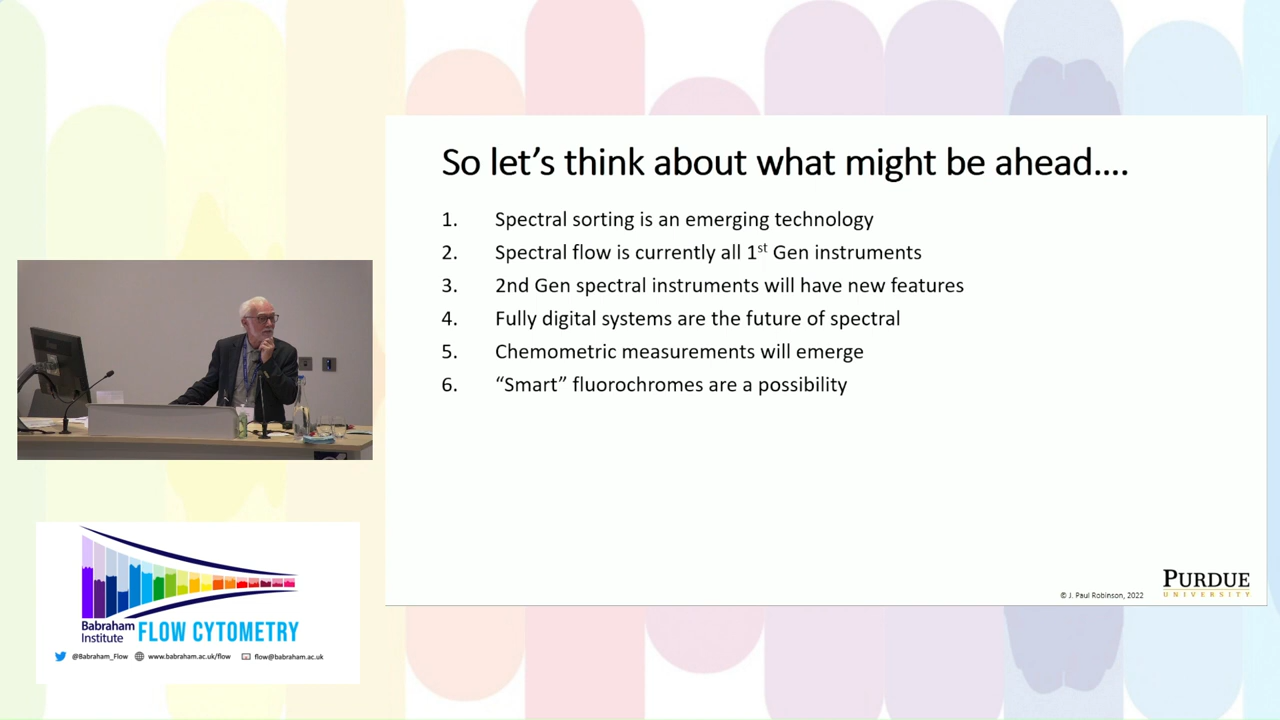 So let's think about what might be ahead....
1. Spectral sorting is an emerging technology
2. Spectral flow is currently all 1st Gen instruments
3. 2nd Gen spectral instruments will have new features
4. Fully digital systems are the future of spectral
5. Chemometric measurements will emerge
6. “Smart” fluorochromes are a possibility
© J. Paul Robinson, 2022
PURDUE
UNIVERSITY
Babraham
Institute
FLOW CYTOMETRY
@Babraham_Flow www.babraham.ac.uk/flow flow@babraham.ac.uk